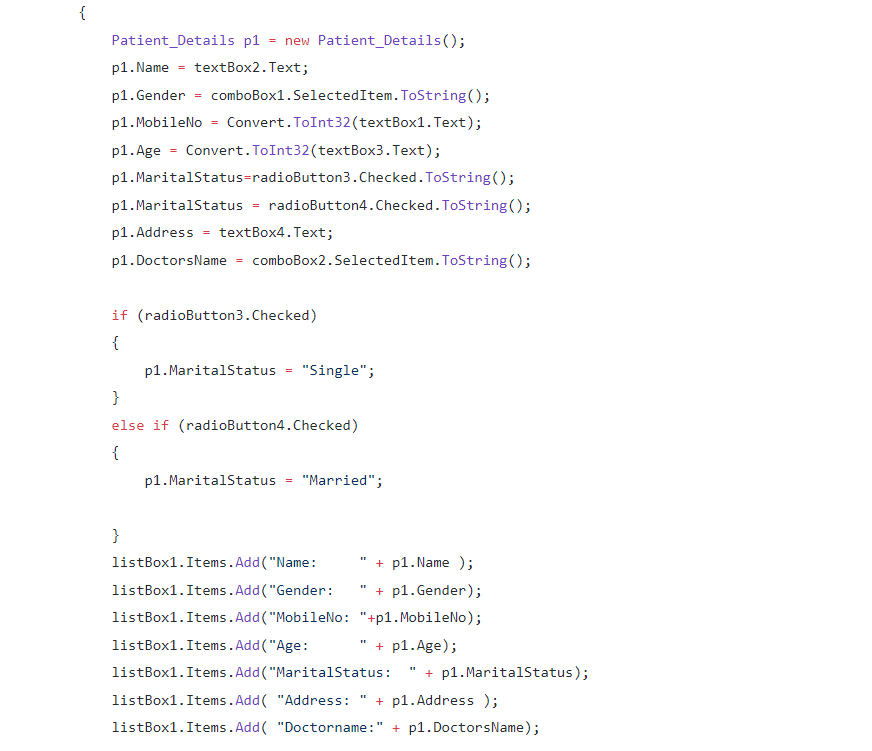 {
    Patient_Details p1 = new Patient_Details();
    p1.Name = textBox2.Text;
    p1.Gender = comboBox1.SelectedItem.ToString();
    p1.MobileNo = Convert.ToInt32(textBox1.Text);
    p1.Age = Convert.ToInt32(textBox3.Text);
    p1.MaritalStatus=radioButton3.Checked.ToString();
    p1.MaritalStatus = radioButton4.Checked.ToString();
    p1.Address = textBox4.Text;
    p1.DoctorsName = comboBox2.SelectedItem.ToString();

    if (radioButton3.Checked)
    {
        p1.MaritalStatus = "Single";
    }
    else if (radioButton4.Checked)
    {
        p1.MaritalStatus = "Married";

    }
    listBox1.Items.Add("Name:     " + p1.Name );
    listBox1.Items.Add("Gender:   " + p1.Gender);
    listBox1.Items.Add("MobileNo: "+p1.MobileNo);
    listBox1.Items.Add("Age:      " + p1.Age);
    listBox1.Items.Add("MaritalStatus:  " + p1.MaritalStatus);
    listBox1.Items.Add( "Address: " + p1.Address );
    listBox1.Items.Add( "Doctorname:" + p1.DoctorsName);